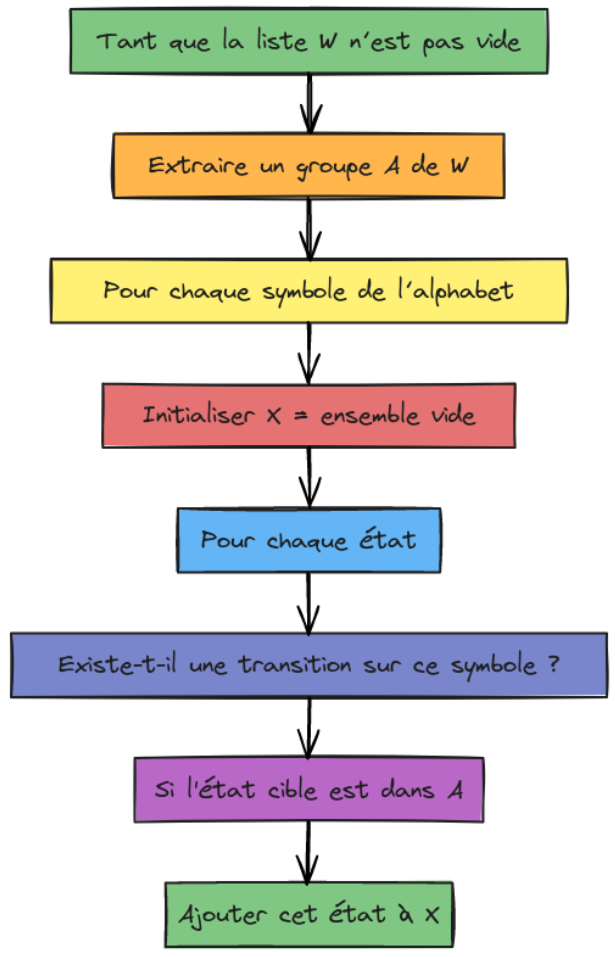 Tant que la liste W n'est pas vide
Extraire un groupe A de W
Pour chaque symbole de l'alphabet
Initialiser X = ensemble vide
Pour chaque état
Existe-t-il une transition sur ce symbole ?
Si l'état cible est dans A
Ajouter cet état à X